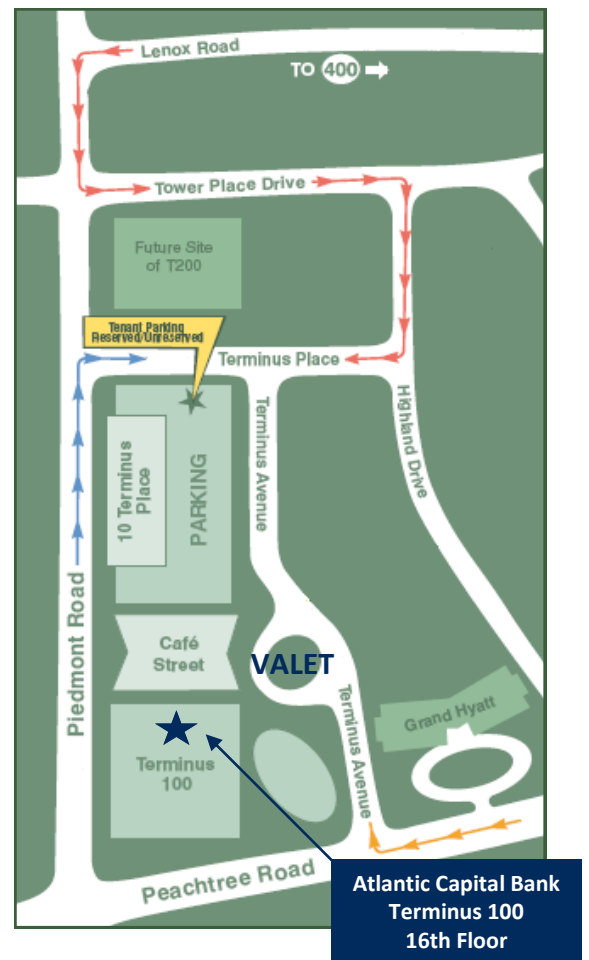 Lenox Road
TO 400
Tower Place Drive
Future Site
of T200
Tenant Parking
Reserved/Unreserved
Terminus Place
Terminus Avenue
Highland Drive
10 Terminus
Place
PARKING
Piedmont Road
Café
Street
VALET
Terminus Avenue
Grand Hyatt
Terminus
100
Peachtree Road
Atlantic Capital Bank
Terminus 100
16th Floor